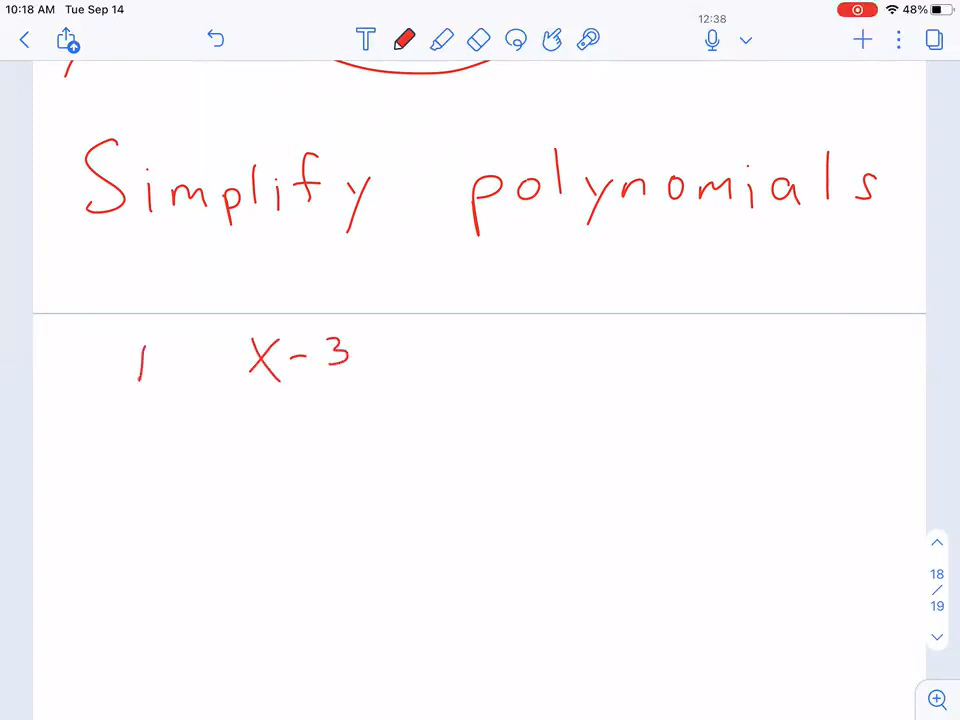 10:18 AM Tue Sep 14 48%
12:38
T
Simplify polynomials
1 X-3
18
/
19